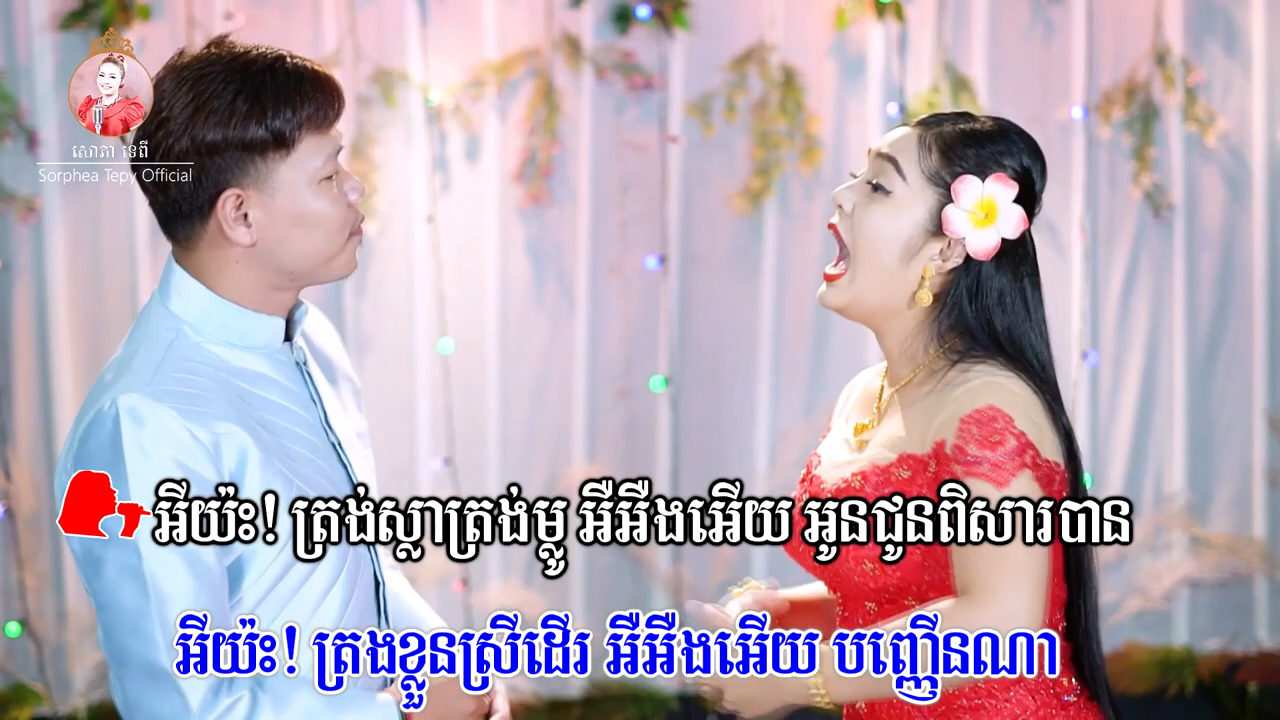 សោភា ទេពី
Sorphea Tepy Official
អីយ៉ះ! ត្រង់ស្លាត្រង់ម្លូ អឺអឺងអើយ អូនជូនពិសារបាន
អីយ៉ះ! ត្រងខ្លួនស្រីដើរ អឺអឺងអើយ បញ្ញើនណា